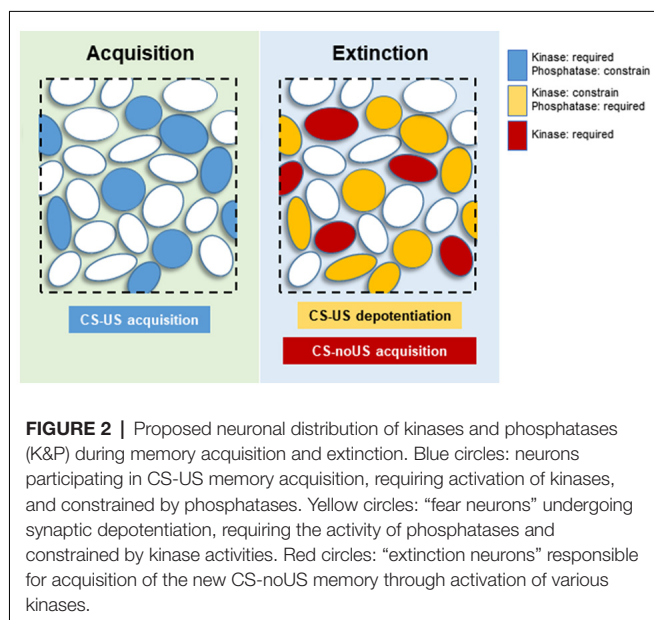 Acquisition
Extinction
Kinase: required
Phosphatase: constrain
Kinase: constrain
Phosphatase: required
Kinase: required
CS-US acquisition
CS-US depotentiation
CS-noUS acquisition
FIGURE 2 | Proposed neuronal distribution of kinases and phosphatases
(K&P) during memory acquisition and extinction. Blue circles: neurons
participating in CS-US memory acquisition, requiring activation of kinases,
and constrained by phosphatases. Yellow circles: “fear neurons” undergoing
synaptic depotentiation, requiring the activity of phosphatases and
constrained by kinase activities. Red circles: “extinction neurons” responsible
for acquisition of the new CS-noUS memory through activation of various
kinases.